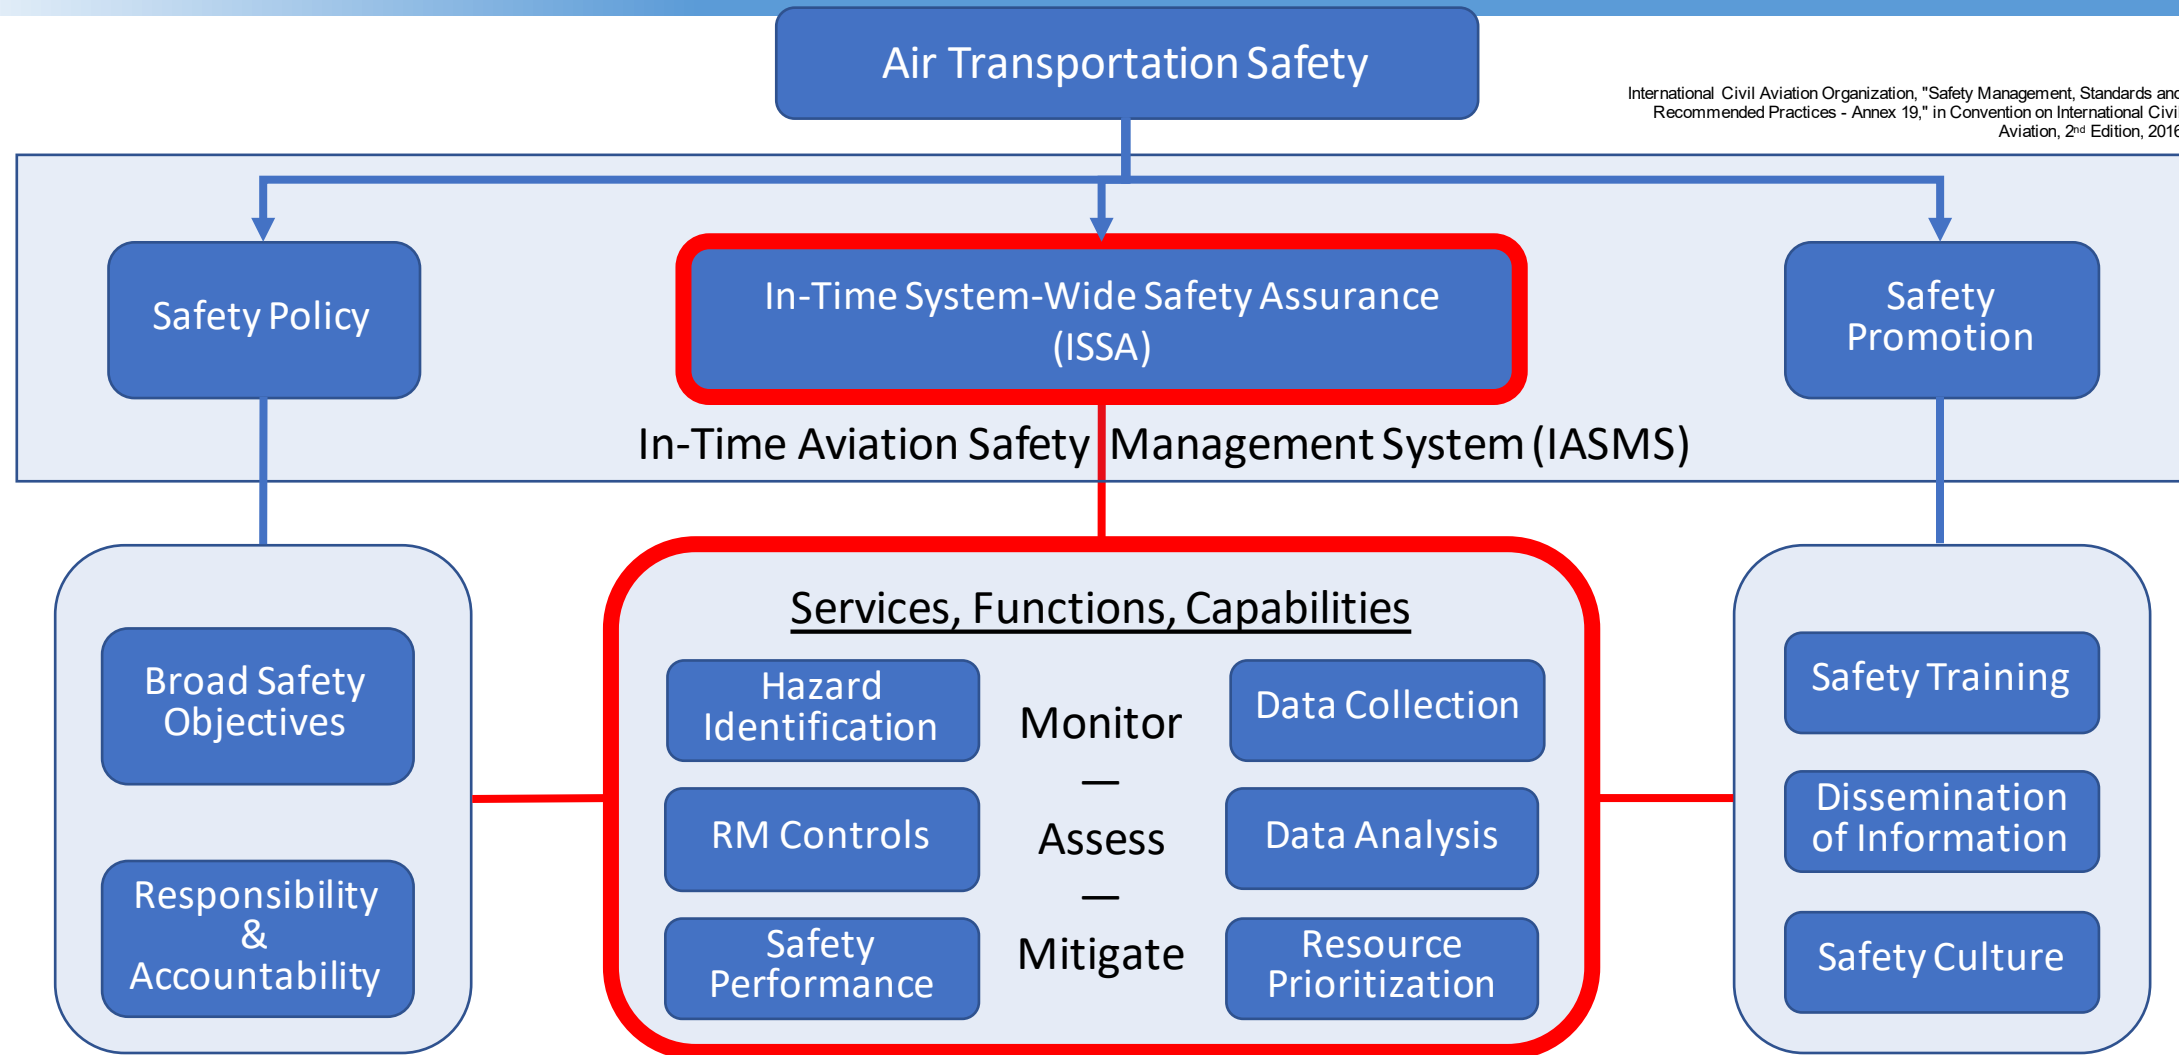 Air Transportation Safety
International Civil Aviation Organization, "Safety Management, Standards and
Recommended Practices - Annex 19," in Convention on International Civil
Aviation, 2nd Edition, 2016
Safety Policy
In-Time System-Wide Safety Assurance
(ISSA)
Safety
Promotion
In-Time Aviation Safety Management System (IASMS)
Broad Safety
Objectives
Responsibility
&
Accountability
Services, Functions, Capabilities
Hazard
Identification
RM Controls
Safety
Performance
Monitor
—
Assess
—
Mitigate
Data Collection
Data Analysis
Resource
Prioritization
Safety Training
Dissemination
of Information
Safety Culture